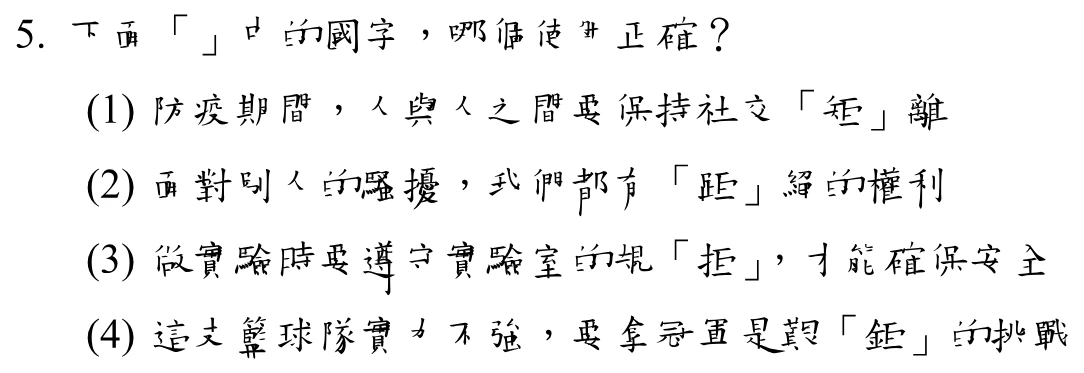 5. 下面「」中的國字，哪個使用正確？
(1) 防疫期間，人與人之間要保持社交「矩」離
(2) 面對別人的騷擾，我們都有「距」絕的權利
(3) 做實驗時要遵守實驗室的規「拒」，才能確保安全
(4) 這支籃球隊實力不強，要拿冠軍是艱「鉅」的挑戰